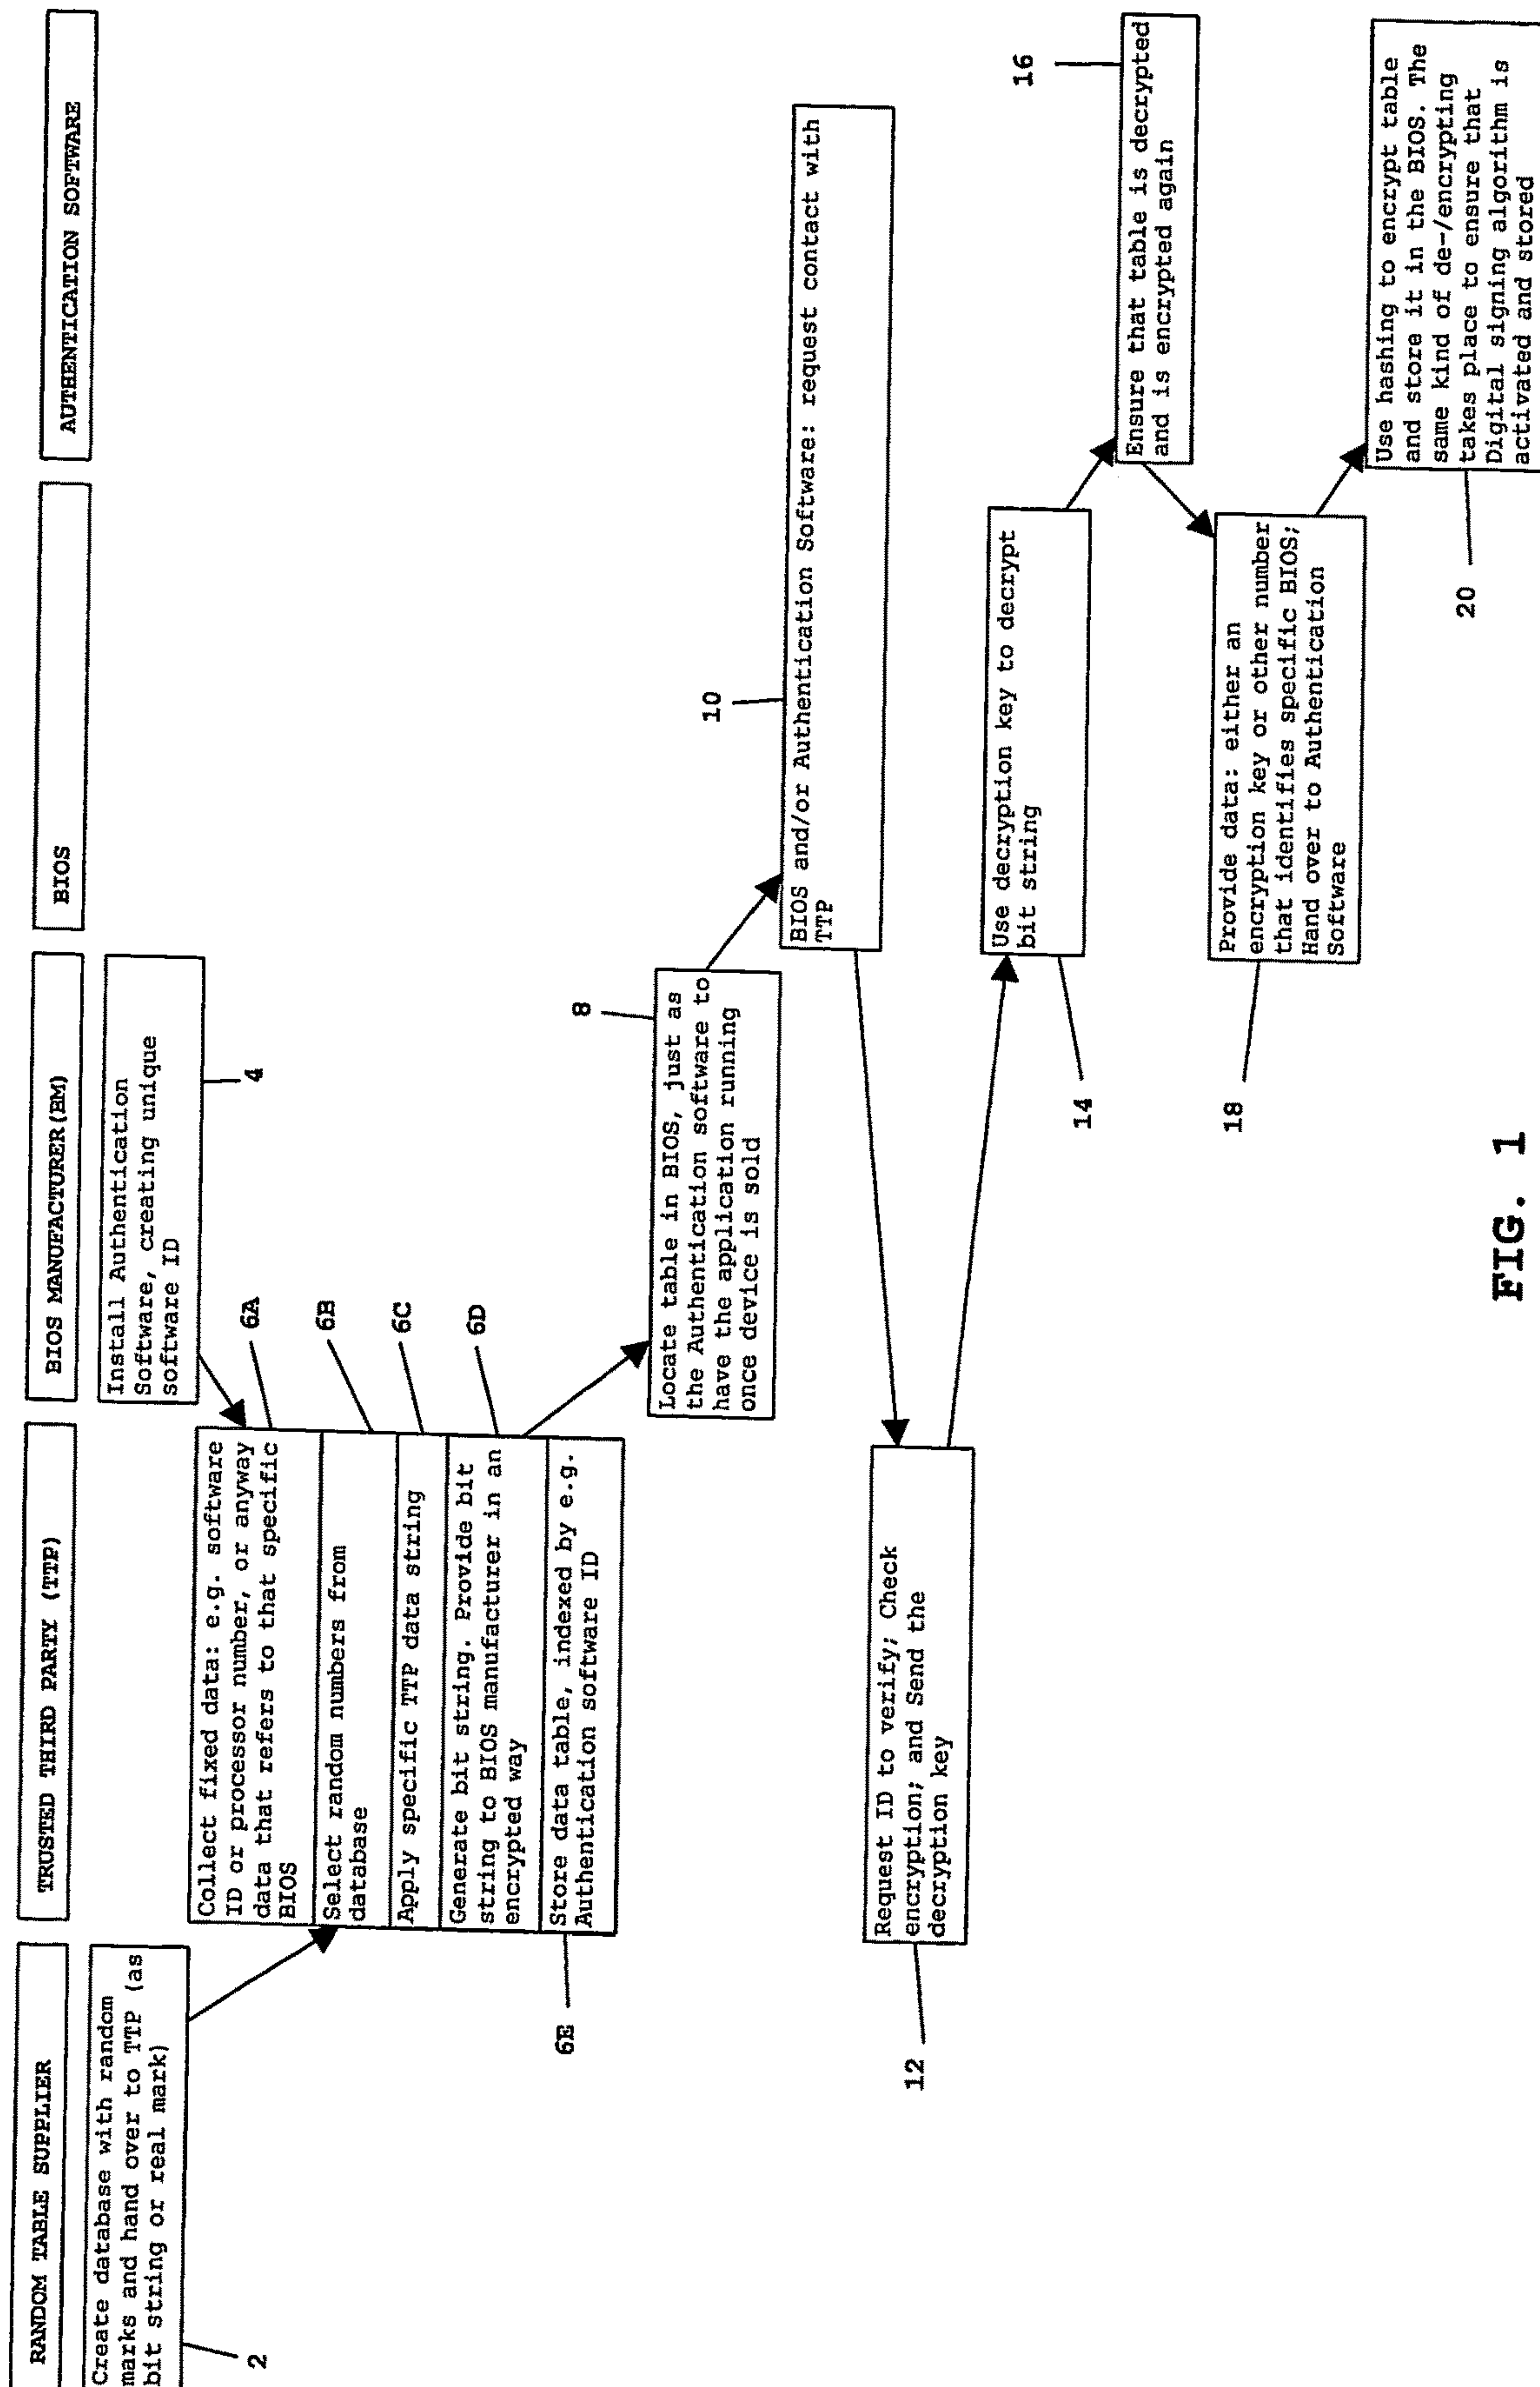 RANDOM TABLE SUPPLIER
TRUSTED THIRD PARTY (TTP)
BIOS MANUFACTURER(BM)
BIOS
AUTHENTICATION SOFTWARE
Create database with random
marks and hand over to TTP (as
bit string or real mark)
2
Install Authentication
Software, creating unique
software ID
4
Collect fixed data: e.g. software
ID or processor number, or anyway
data that refers to that specific
BIOS
6A
Select random numbers from
database
6B
Apply specific TTP data string
6C
Generate bit string. Provide bit
string to BIOS manufacturer in an
encrypted way
6D
Store data table, indexed by e.g.
Authentication software ID
6E
8
Locate table in BIOS, just as
the Authentication software to
have the application running
once device is sold
10
BIOS and/or Authentication Software: request contact with
TTP
Request ID to verify; Check
encryption; and Send the
decryption key
12
Use decryption key to decrypt
bit string
14
16
Ensure that table is decrypted
and is encrypted again
Provide data: either an
encryption key or other number
that identifies specific BIOS;
Hand over to Authentication
Software
18
Use hashing to encrypt table
and store it in the BIOS. The
same kind of de-/encrypting
takes place to ensure that
Digital signing algorithm is
activated and stored
20
FIG. 1